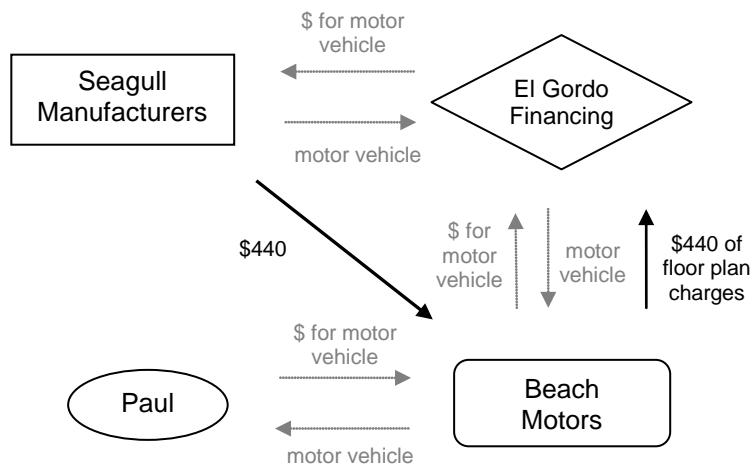 $ for motor
vehicle
Seagull
Manufacturers
El Gordo
Financing
motor vehicle
$440
$ for
motor
vehicle
motor
vehicle
$440 of
floor plan
charges
$ for motor
vehicle
Paul
Beach
Motors
motor vehicle